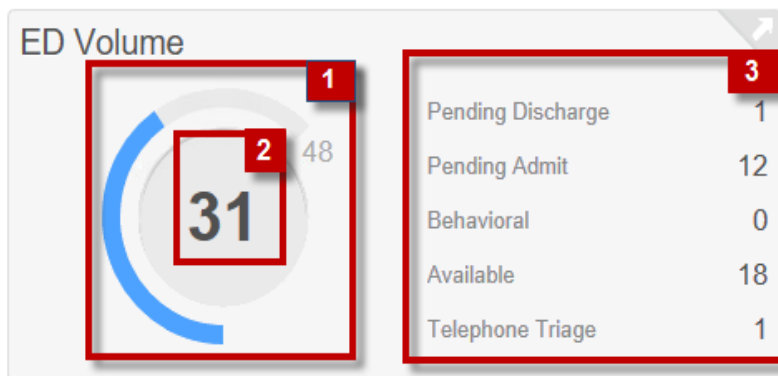 ED Volume
1
2
3
48
31
Pending Discharge 1
Pending Admit 12
Behavioral 0
Available 18
Telephone Triage 1